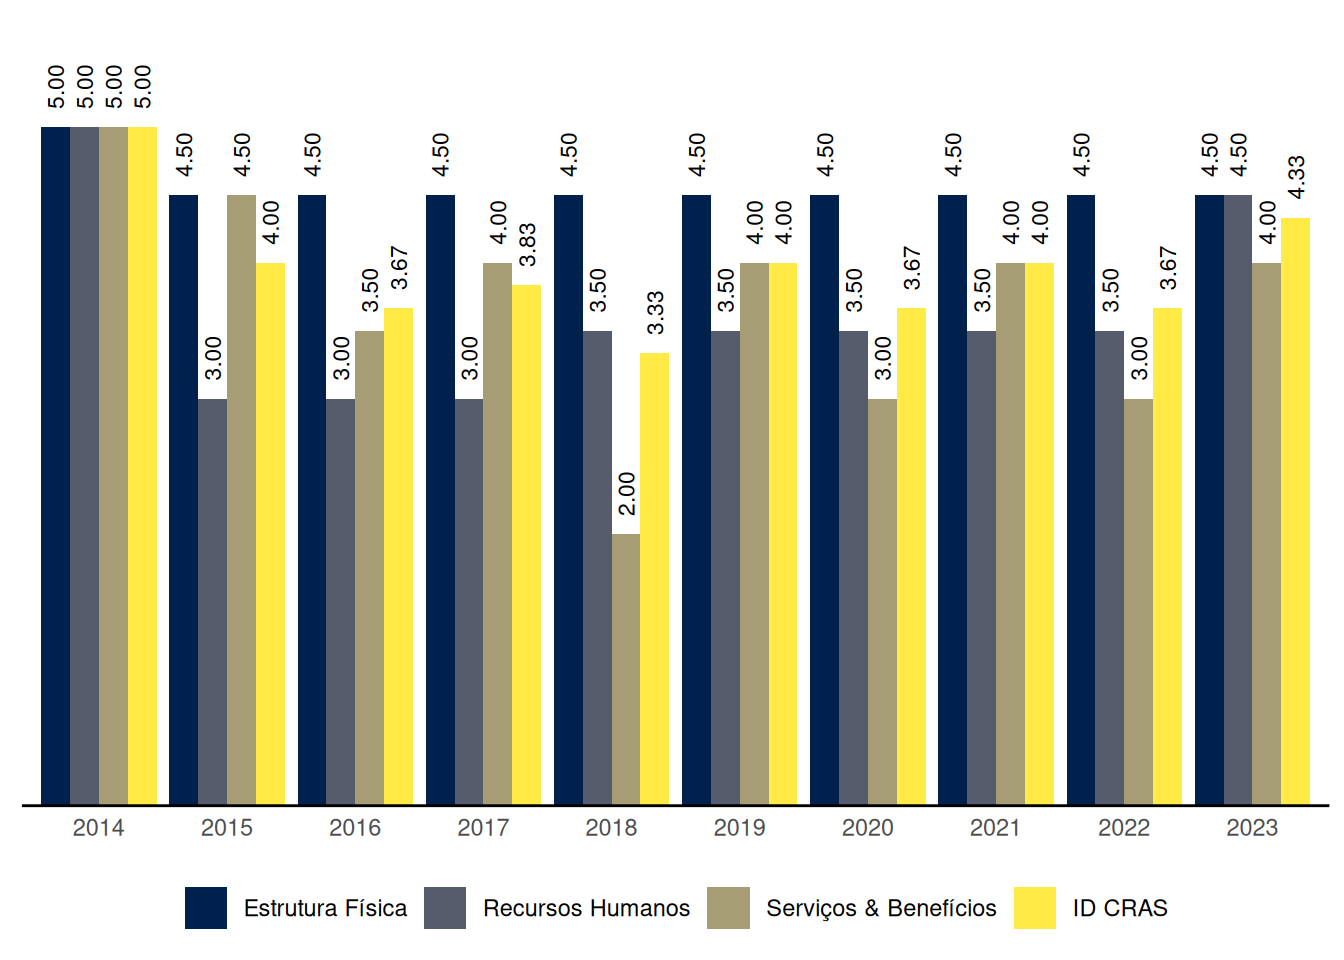 5.00 5.00 5.00 5.00
4.50 3.00 4.50 4.00
4.50 3.00 3.50 3.67
4.50 3.00 4.00 3.83
4.50 3.50 2.00 3.33
4.50 3.50 4.00 4.00
4.50 3.50 3.00 3.67
4.50 3.50 4.00 4.00
4.50 3.50 3.00 3.67
4.50 4.50 4.00 4.33
2014 2015 2016 2017 2018 2019 2020 2021 2022 2023
Estrutura Física Recursos Humanos Serviços & Benefícios ID CRAS